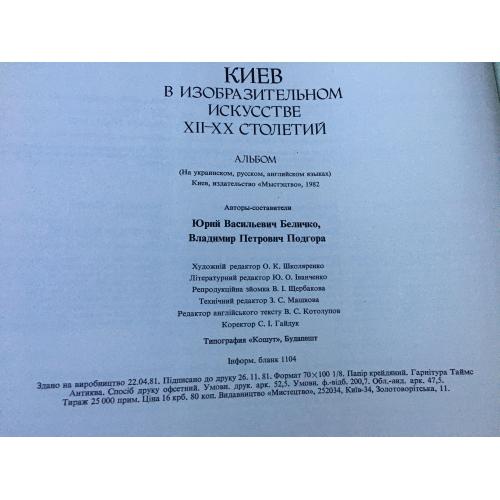 КИЕВ
В ИЗОБРАЗИТЕЛЬНОМ
ИСКУССТВЕ
XII–XX СТОЛЕТИЙ
АЛЬБОМ
(На украинском, русском, английском языках)
Киев, издательство «Мыстэцтво», 1982
Авторы-составители
Юрий Васильевич Беличко,
Владимир Петрович Подгора
Художній редактор О. К. Школяренко
Літературний редактор Ю. О. Іванченко
Репродукційна зйомка В. І. Щербакова
Технічний редактор З. С. Машкова
Редактор англійського тексту В. С. Котолупов
Коректор С. І. Гайдук
Типография «Кошут», Будапешт
Інформ. бланк 1104
Здано на виробництво 22.04.81. Підписано до друку 26. 11. 81. Формат 70×100 1/8. Папір крейдяний. Гарнітура Таймс
Антиква. Спосіб друку офсетний. Умовн. друк. арк. 52,5. Умовн. ф.-відб. 200,7. Обл.-вид. арк. 47,5.
Тираж 25 000 прим. Ціна 16 крб. 80 коп. Видавництво «Мистецтво», 252034, Київ-34, Золотоворітська, 11.